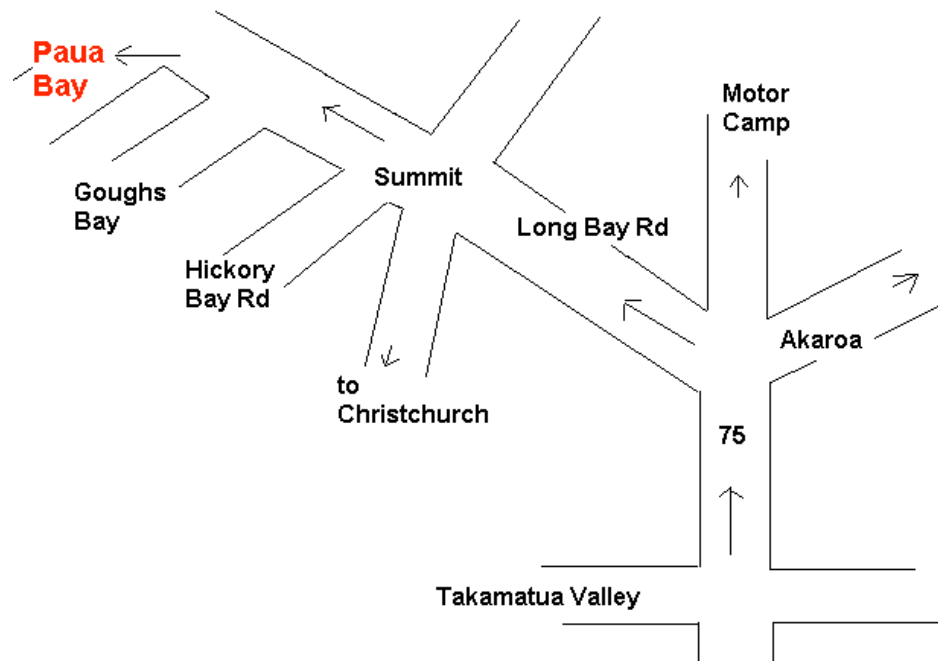 Paua
Bay
Motor
Camp
Summit
Goughs
Bay
Long Bay Rd
Hickory
Bay Rd
Akaroa
to
Christchurch
75
Takamatua Valley